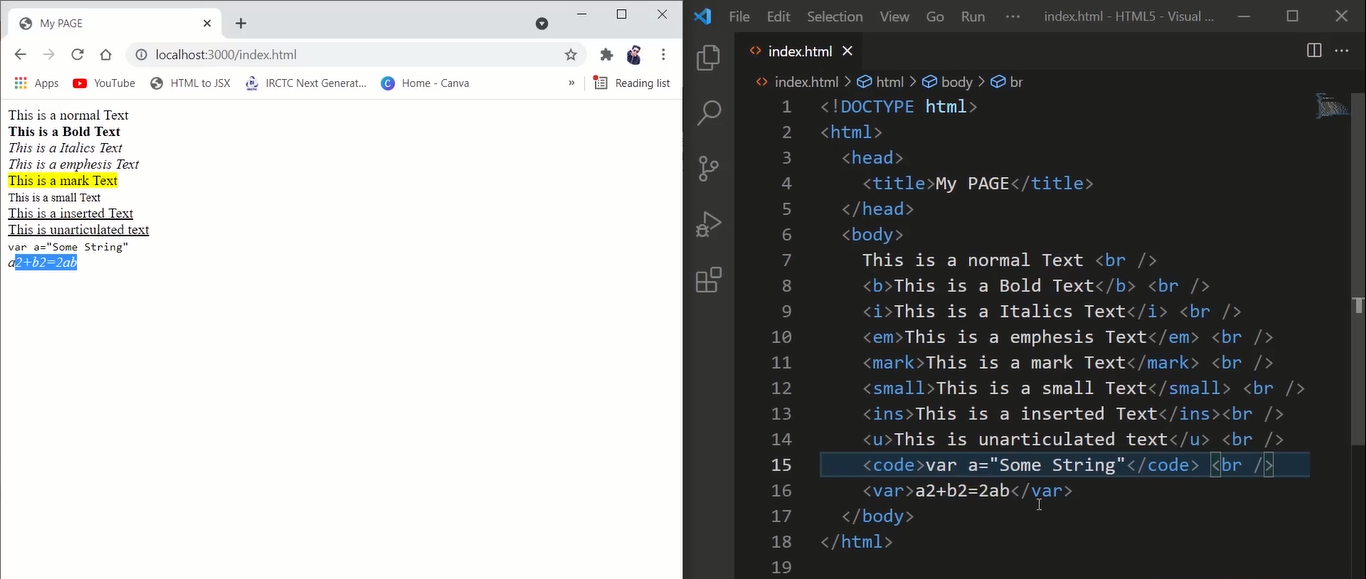 My PAGE
localhost:3000/index.html
Apps YouTube HTML to JSX IRCTC Next Generat... Home - Canva » Reading list
This is a normal Text
This is a Bold Text
This is a Italics Text
This is a emphesis Text
This is a mark Text
This is a small Text
This is a inserted Text
This is unarticulated text
var a="Some String"
a2+b2=2ab
File Edit Selection View Go Run ··· index.html - HTML5 - Visual ...
index.html
index.html > html > body > br
1 <!DOCTYPE html>
2 <html>
3 <head>
4 <title>My PAGE</title>
5 </head>
6 <body>
7 This is a normal Text <br />
8 <b>This is a Bold Text</b> <br />
9 <i>This is a Italics Text</i> <br />
10 <em>This is a emphesis Text</em> <br />
11 <mark>This is a mark Text</mark> <br />
12 <small>This is a small Text</small> <br />
13 <ins>This is a inserted Text</ins><br />
14 <u>This is unarticulated text</u> <br />
15 <code>var a="Some String"</code> <br />
16 <var>a2+b2=2ab</var>
17 </body>
18 </html>
19